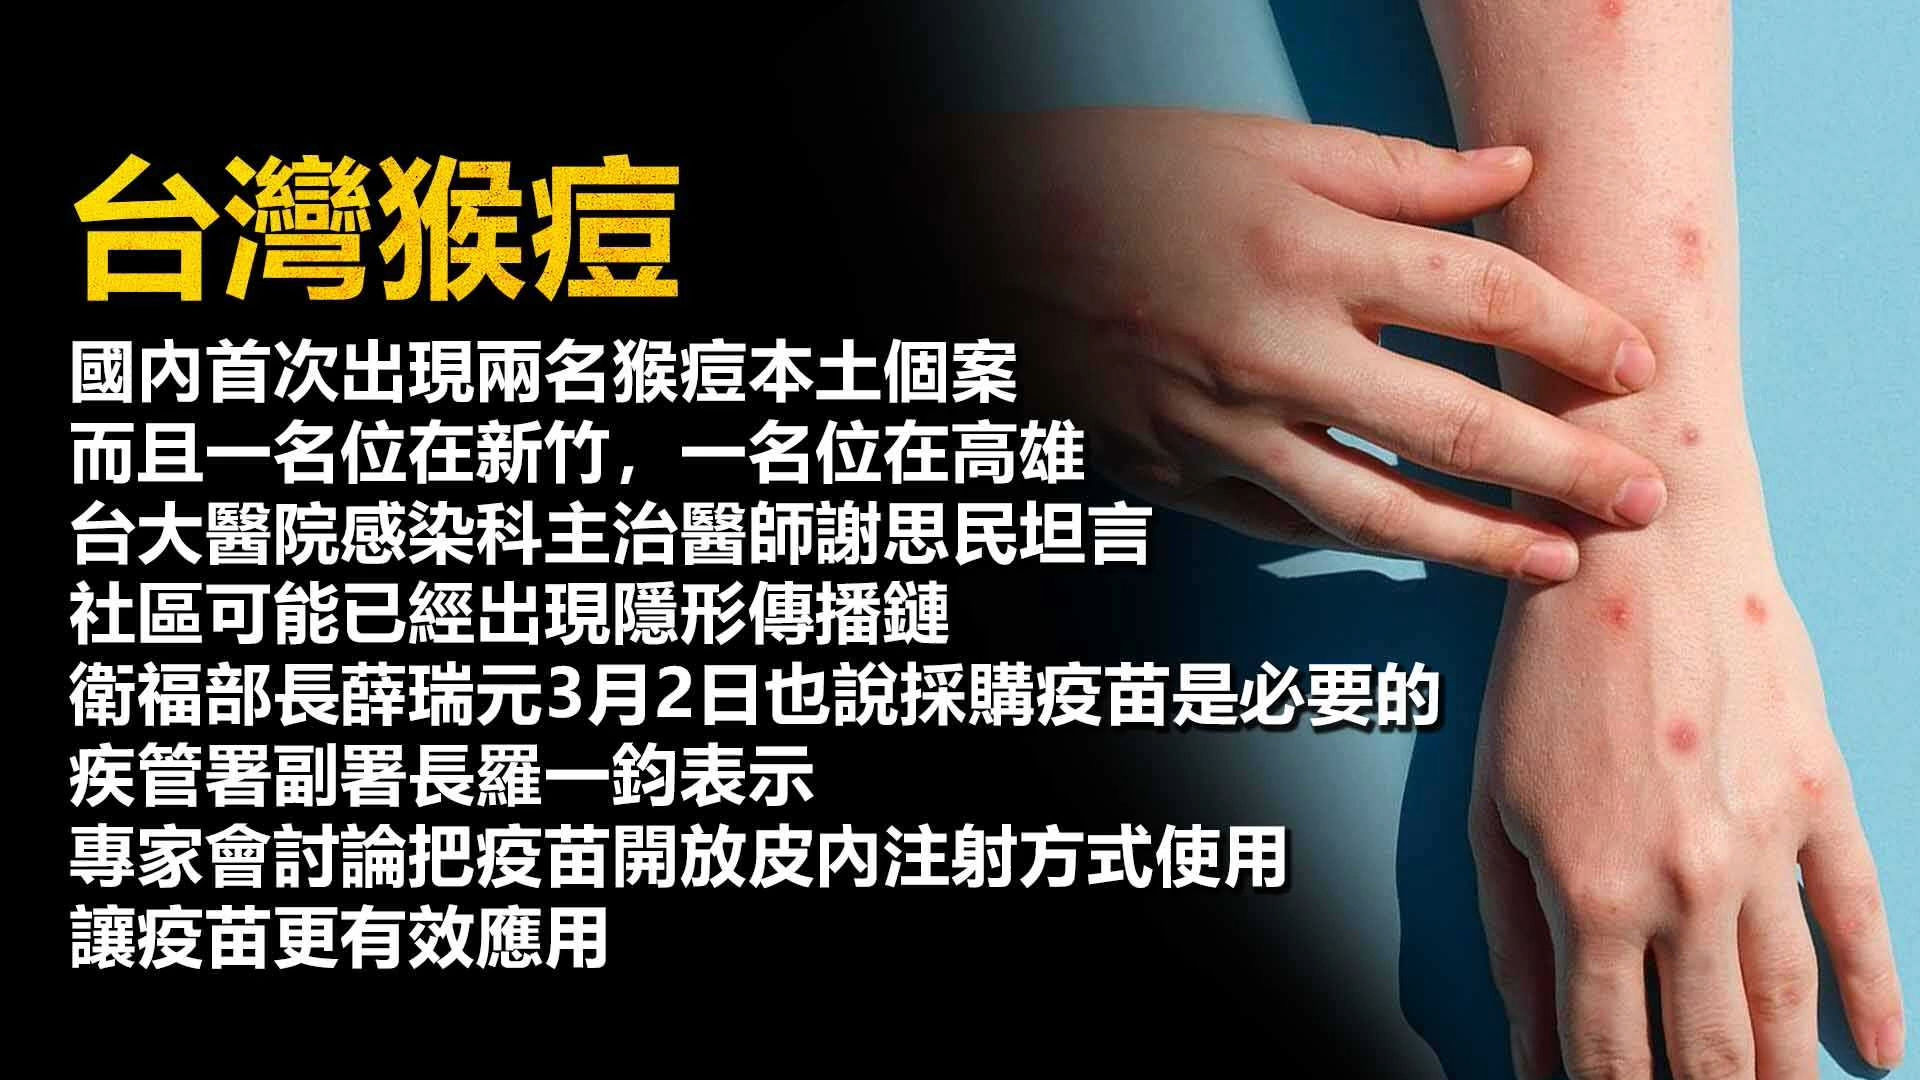 台灣猴痘
國內首次出現兩名猴痘本土個案
而且一名位在新竹，一名位在高雄
台大醫院感染科主治醫師謝思民坦言
社區可能已經出現隱形傳播鏈
衛福部長薛瑞元3月2日也說採購疫苗是必要的
疾管署副署長羅一鈞表示
專家會討論把疫苗開放皮內注射方式使用
讓疫苗更有效應用